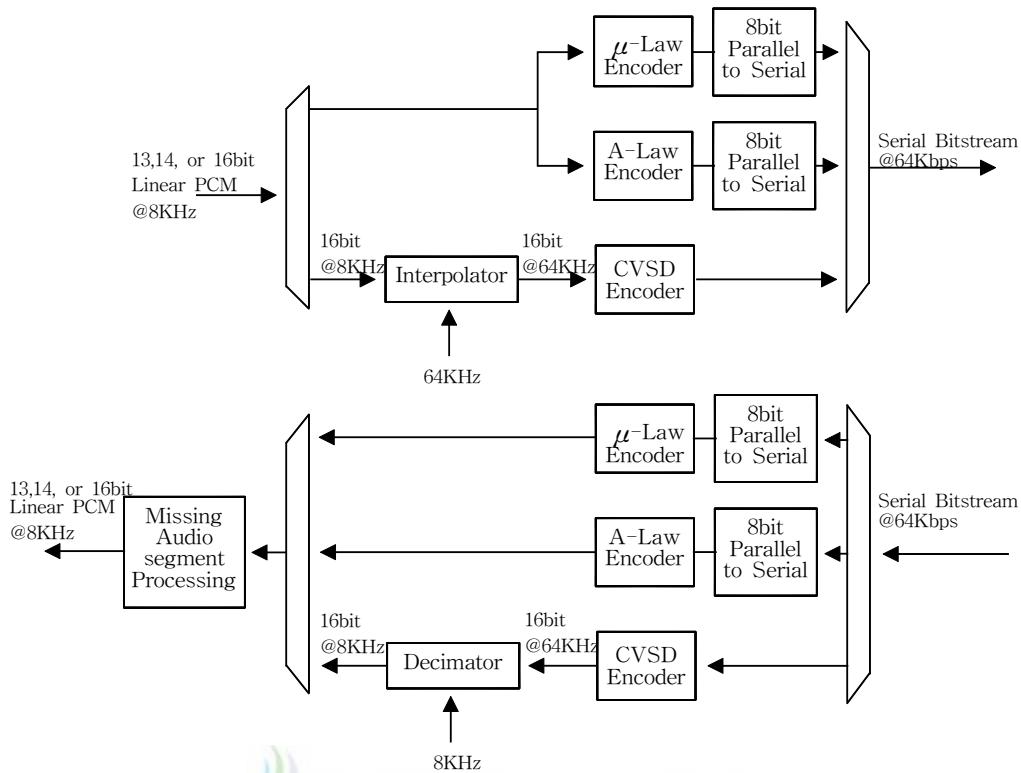 μ-Law
Encoder
8bit
Parallel
to Serial
13,14, or 16bit
Linear PCM
@8KHz
A-Law
Encoder
8bit
Parallel
to Serial
Serial Bitstream
@64Kbps
16bit
@8KHz
Interpolator
16bit
@64KHz
CVSD
Encoder
64KHz
μ-Law
Encoder
8bit
Parallel
to Serial
13,14, or 16bit
Linear PCM
@8KHz
Missing
Audio
segment
Processing
A-Law
Encoder
8bit
Parallel
to Serial
Serial Bitstream
@64Kbps
16bit
@8KHz
Decimator
16bit
@64KHz
CVSD
Encoder
8KHz